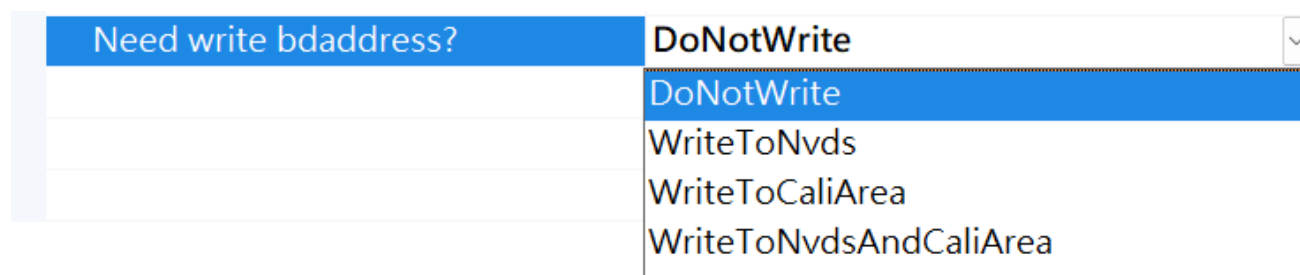 Need write bdaddress? DoNotWrite
DoNotWrite
WriteToNvds
WriteToCaliArea
WriteToNvdsAndCaliArea